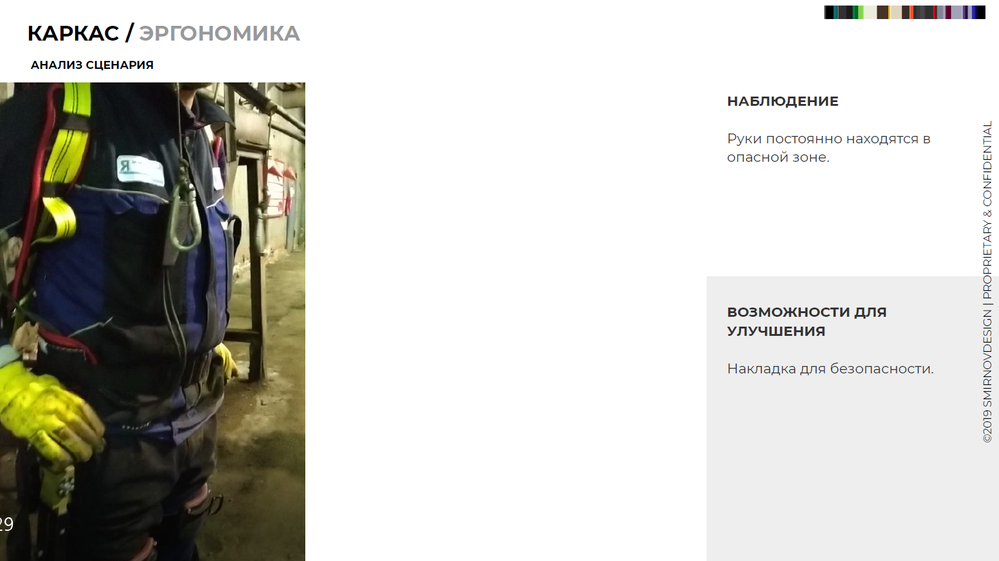 КАРКАС / ЭРГОНОМИКА
АНАЛИЗ СЦЕНАРИЯ
НАБЛЮДЕНИЕ
Руки постоянно находятся в
опасной зоне.
ВОЗМОЖНОСТИ ДЛЯ
УЛУЧШЕНИЯ
Накладка для безопасности.
©2019 SMIRNOVDESIGN | PROPRIETARY & CONFIDENTIAL
29